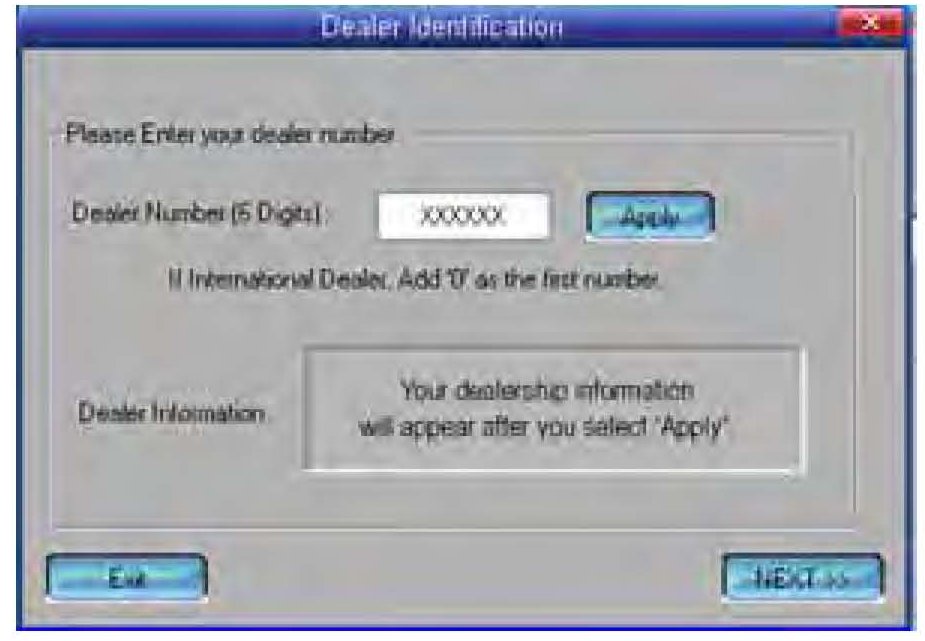 Dealer Identification
Please Enter your dealer number
Dealer Number (6 Digits) :
XXXXXX
Apply
If International Dealer, Add '0' as the first number.
Dealer Information
Your dealership information
will appear after you select 'Apply'
Exit
NEXT >>